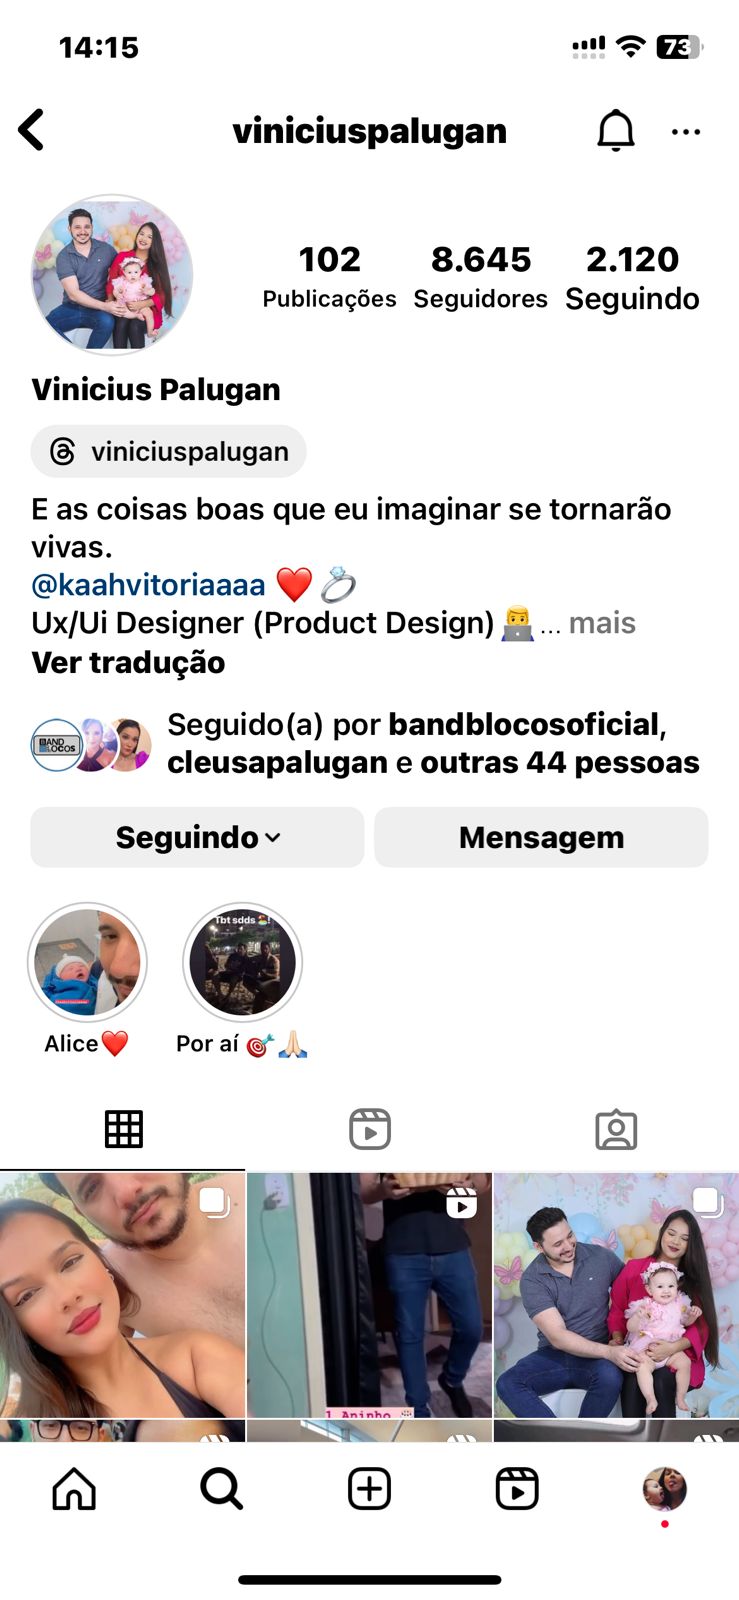 14:15
73
viniciuspalugan
102
8.645
2.120
Publicações
Seguidores
Seguindo
Vinicius Palugan
viniciuspalugan
E as coisas boas que eu imaginar se tornarão
vivas.
@kaahvitoriaaaa ❤️💍
Ux/Ui Designer (Product Design)👨‍💻... mais
Ver tradução
BAND
BLOCOS
Seguido(a) por bandblocosoficial,
cleusapalugan e outras 44 pessoas
Seguindo
Mensagem
Tbt sdds
Alice❤️
Por aí 🎯🙏🏻
1 Aninho